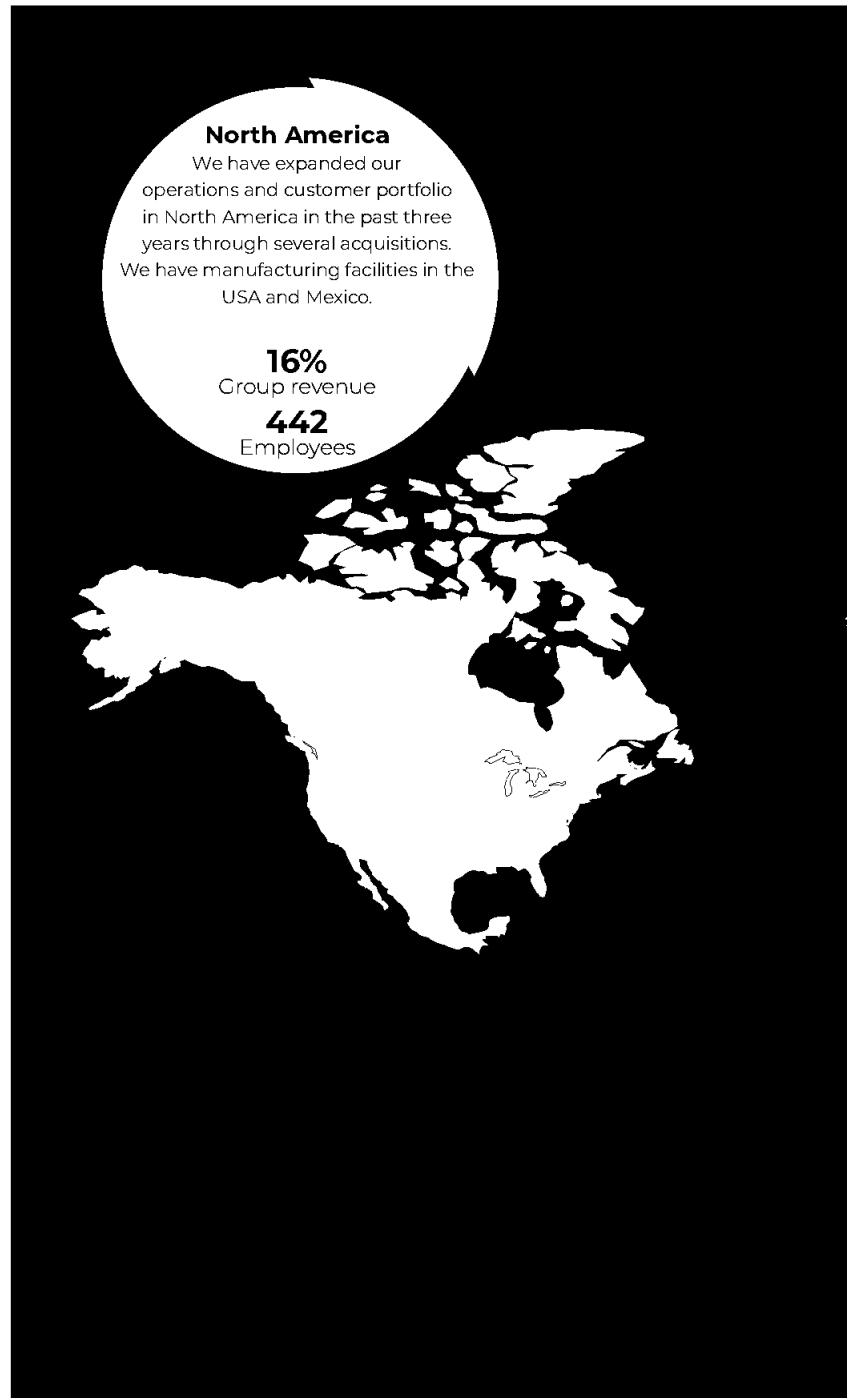 North America
We have expanded our
operations and customer portfolio
in North America in the past three
years through several acquisitions.
We have manufacturing facilities in the
USA and Mexico.
16%
Group revenue
442
Employees